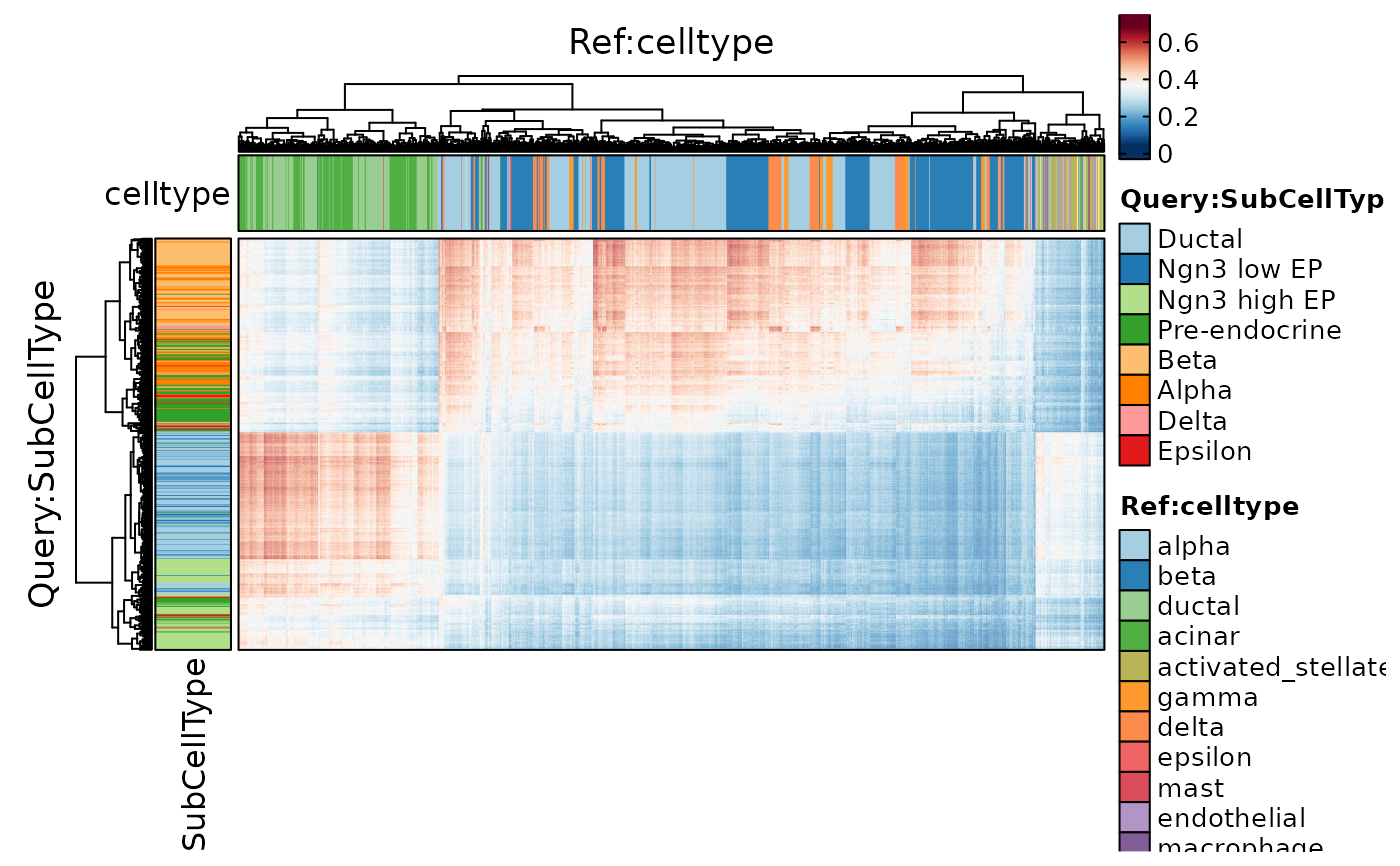 Ref:celltype
0.6
0.4
0.2
0
celltype
Query:SubCellType
SubCellType
Query:SubCellTyp
Ductal
Ngn3 low EP
Ngn3 high EP
Pre-endocrine
Beta
Alpha
Delta
Epsilon
Ref:celltype
alpha
beta
ductal
acinar
activated_stellate
gamma
delta
epsilon
mast
endothelial
macrophage